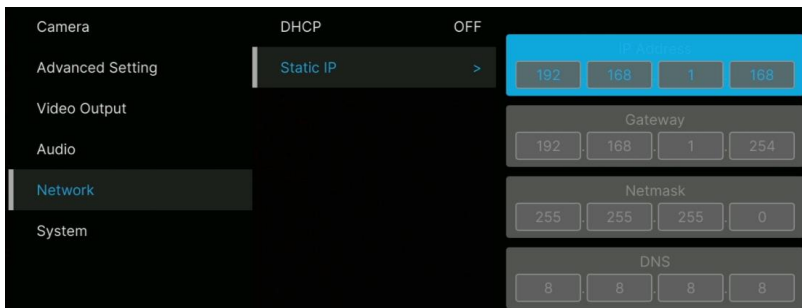 Camera
Advanced Setting
Video Output
Audio
Network
System
DHCP OFF
Static IP >
IP Address
192 168 1 168
Gateway
192 . 168 . 1 . 254
Netmask
255 . 255 . 255 . 0
DNS
8 . 8 . 8 . 8